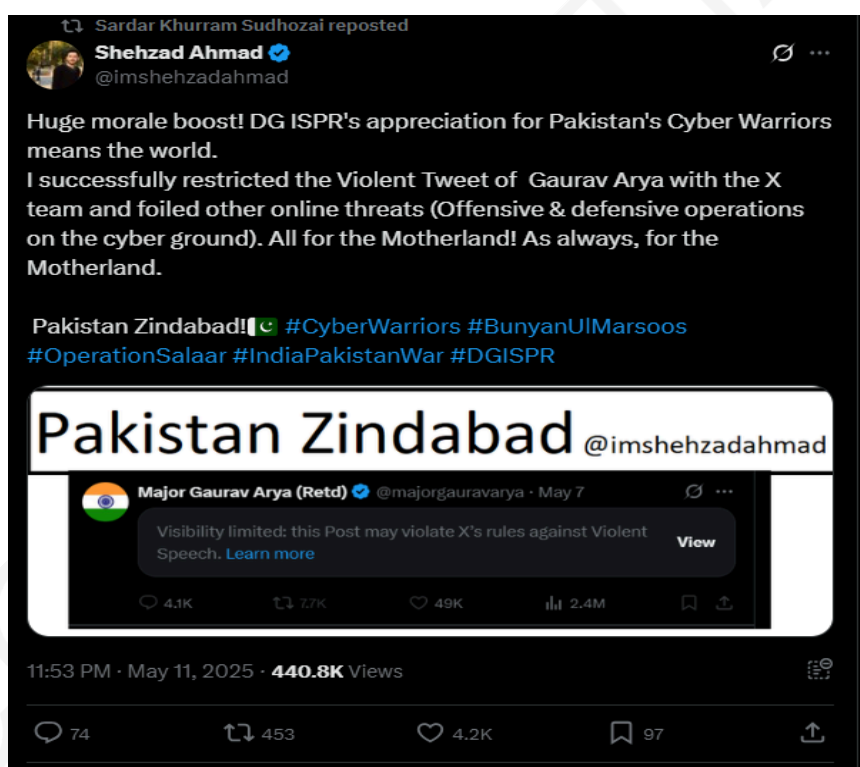 Sardar Khurram Sudhozai reposted
Shehzad Ahmad
@imshehzadahmad
Huge morale boost! DG ISPR's appreciation for Pakistan's Cyber Warriors
means the world.
I successfully restricted the Violent Tweet of  Gaurav Arya with the X
team and foiled other online threats (Offensive & defensive operations
on the cyber ground). All for the Motherland! As always, for the
Motherland.
Pakistan Zindabad!🇵🇰 #CyberWarriors #BunyanUlMarsoos
#OperationSalaar #IndiaPakistanWar #DGISPR
Pakistan Zindabad @imshehzadahmad
Major Gaurav Arya (Retd) @majorgauravarya · May 7
Visibility limited: this Post may violate X's rules against Violent
Speech. Learn more
View
4.1K 7.7K 49K 2.4M
11:53 PM · May 11, 2025 · 440.8K Views
74 453 4.2K 97